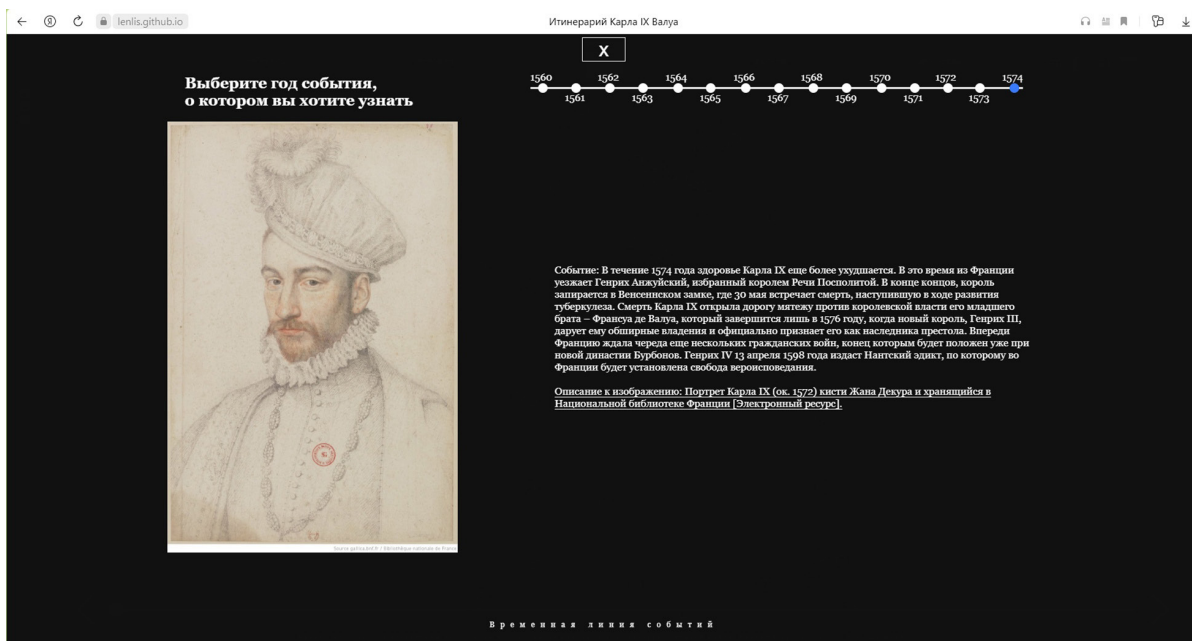 lenlis.github.io
Итинерарий Карла IX Валуа
X
Выберите год события,
о котором вы хотите узнать
1560 1562 1564 1566 1568 1570 1572 1574
1561 1563 1565 1567 1569 1571 1573
Событие: В течение 1574 года здоровье Карла IX еще более ухудшается. В это время из Франции
уезжает Генрих Анжуйский, избранный королем Речи Посполитой. В конце концов, король
запирается в Венсеннском замке, где 30 мая встречает смерть, наступившую в ходе развития
туберкулеза. Смерть Карла IX открыла дорогу мятежу против королевской власти его младшего
брата – Франсуа де Валуа, который завершится лишь в 1576 году, когда новый король, Генрих III,
дарует ему обширные владения и официально признает его как наследника престола. Впереди
Францию ждала череда еще нескольких гражданских войн, конец которым будет положен уже при
новой династии Бурбонов. Генрих IV 13 апреля 1598 года издаст Нантский эдикт, по которому во
Франции будет установлена свобода вероисповедания.
Описание к изображению: Портрет Карла IX (ок. 1572) кисти Жана Декура и хранящийся в
Национальной библиотеке Франции [Электронный ресурс].
Source gallica.bnf.fr / Bibliothèque nationale de France
Временная линия событий